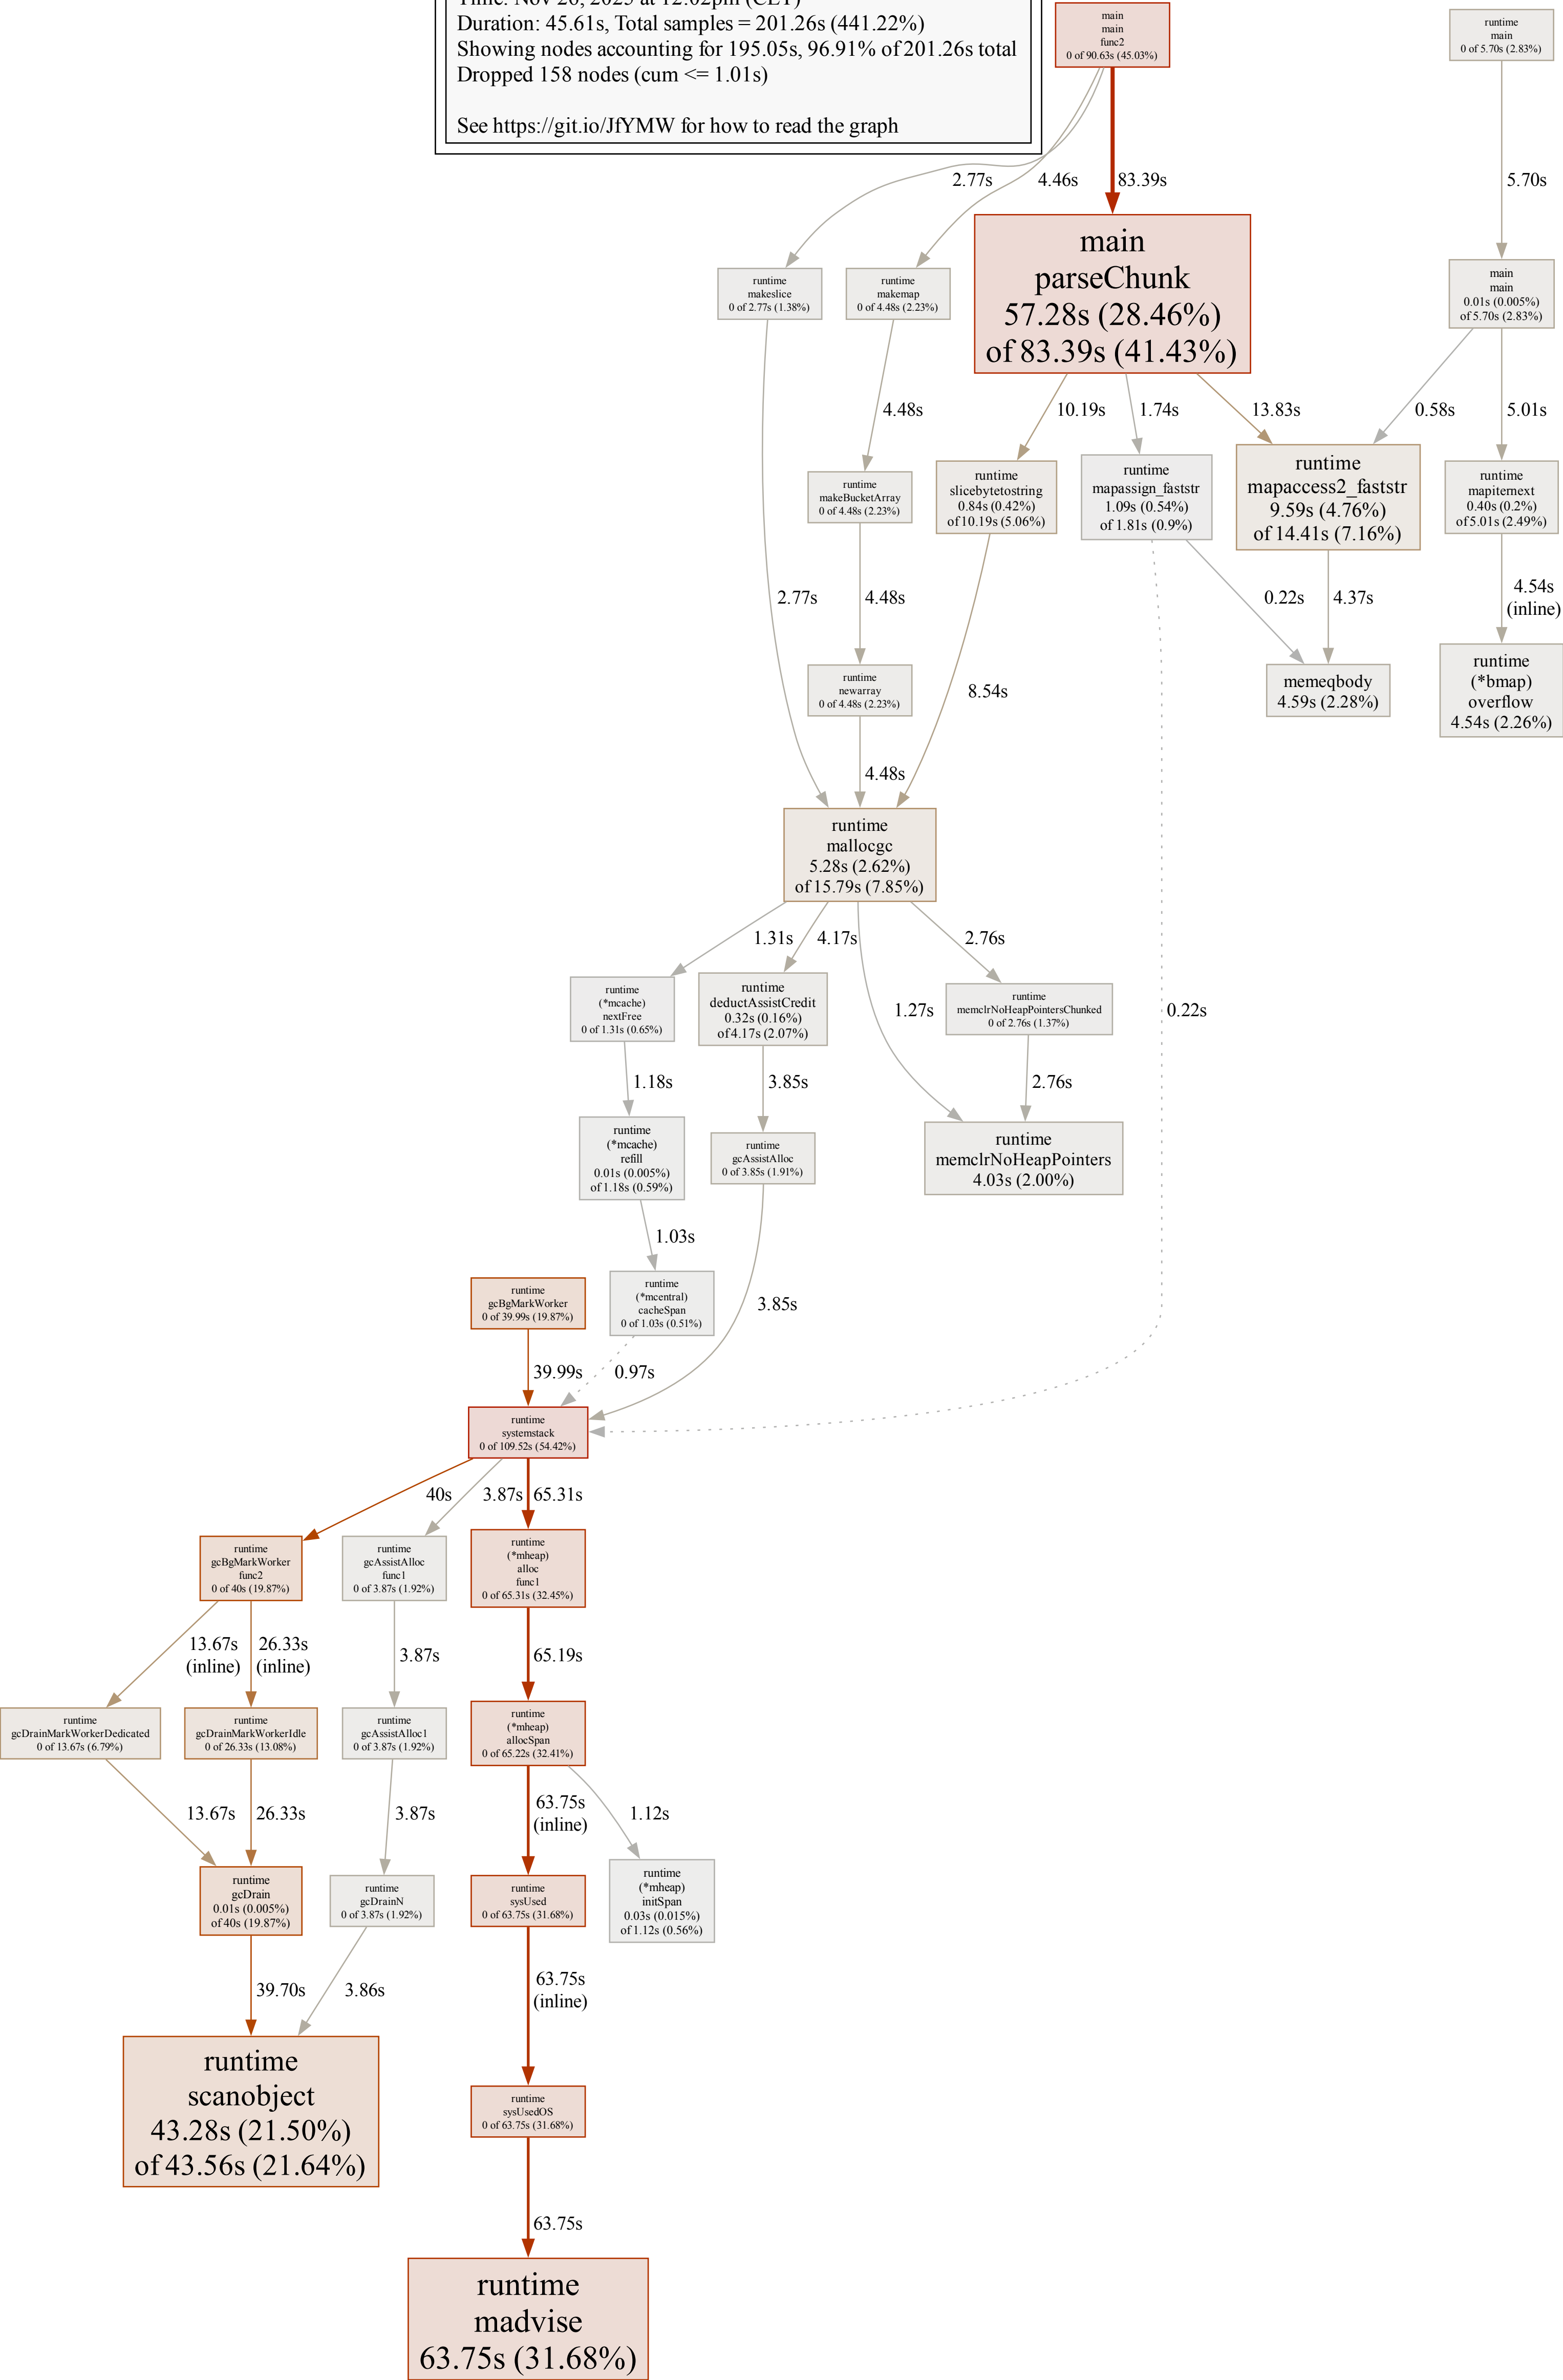 Time: Nov 26, 2025 at 12:02pm (CET)
Duration: 45.61s, Total samples = 201.26s (441.22%)
Showing nodes accounting for 195.05s, 96.91% of 201.26s total
Dropped 158 nodes (cum <= 1.01s)
See https://git.io/JfYMW for how to read the graph
main
main
func2
0 of 90.63s (45.03%)
runtime
main
0 of 5.70s (2.83%)
2.77s
4.46s
83.39s
5.70s
runtime
makeslice
0 of 2.77s (1.38%)
runtime
makemap
0 of 4.48s (2.23%)
main
parseChunk
57.28s (28.46%)
of 83.39s (41.43%)
main
main
0.01s (0.005%)
of 5.70s (2.83%)
4.48s
10.19s
1.74s
13.83s
0.58s
5.01s
runtime
makeBucketArray
0 of 4.48s (2.23%)
runtime
slicebytetostring
0.84s (0.42%)
of 10.19s (5.06%)
runtime
mapassign_faststr
1.09s (0.54%)
of 1.81s (0.9%)
runtime
mapaccess2_faststr
9.59s (4.76%)
of 14.41s (7.16%)
runtime
mapiternext
0.40s (0.2%)
of 5.01s (2.49%)
2.77s
4.48s
8.54s
0.22s
4.37s
4.54s
(inline)
runtime
newarray
0 of 4.48s (2.23%)
memeqbody
4.59s (2.28%)
runtime
(*bmap)
overflow
4.54s (2.26%)
4.48s
runtime
mallocgc
5.28s (2.62%)
of 15.79s (7.85%)
1.31s
4.17s
1.27s
2.76s
0.22s
runtime
(*mcache)
nextFree
0 of 1.31s (0.65%)
runtime
deductAssistCredit
0.32s (0.16%)
of 4.17s (2.07%)
runtime
memclrNoHeapPointersChunked
0 of 2.76s (1.37%)
1.18s
3.85s
2.76s
runtime
(*mcache)
refill
0.01s (0.005%)
of 1.18s (0.59%)
runtime
gcAssistAlloc
0 of 3.85s (1.91%)
runtime
memclrNoHeapPointers
4.03s (2.00%)
1.03s
3.85s
runtime
gcBgMarkWorker
0 of 39.99s (19.87%)
runtime
(*mcentral)
cacheSpan
0 of 1.03s (0.51%)
39.99s
0.97s
runtime
systemstack
0 of 109.52s (54.42%)
40s
3.87s
65.31s
runtime
gcBgMarkWorker
func2
0 of 40s (19.87%)
runtime
gcAssistAlloc
func1
0 of 3.87s (1.92%)
runtime
(*mheap)
alloc
func1
0 of 65.31s (32.45%)
13.67s
(inline)
26.33s
(inline)
3.87s
65.19s
runtime
gcDrainMarkWorkerDedicated
0 of 13.67s (6.79%)
runtime
gcDrainMarkWorkerIdle
0 of 26.33s (13.08%)
runtime
gcAssistAlloc1
0 of 3.87s (1.92%)
runtime
(*mheap)
allocSpan
0 of 65.22s (32.41%)
13.67s
26.33s
3.87s
63.75s
(inline)
1.12s
runtime
gcDrain
0.01s (0.005%)
of 40s (19.87%)
runtime
gcDrainN
0 of 3.87s (1.92%)
runtime
sysUsed
0 of 63.75s (31.68%)
runtime
(*mheap)
initSpan
0.03s (0.015%)
of 1.12s (0.56%)
39.70s
3.86s
63.75s
(inline)
runtime
scanobject
43.28s (21.50%)
of 43.56s (21.64%)
runtime
sysUsedOS
0 of 63.75s (31.68%)
63.75s
runtime
madvise
63.75s (31.68%)